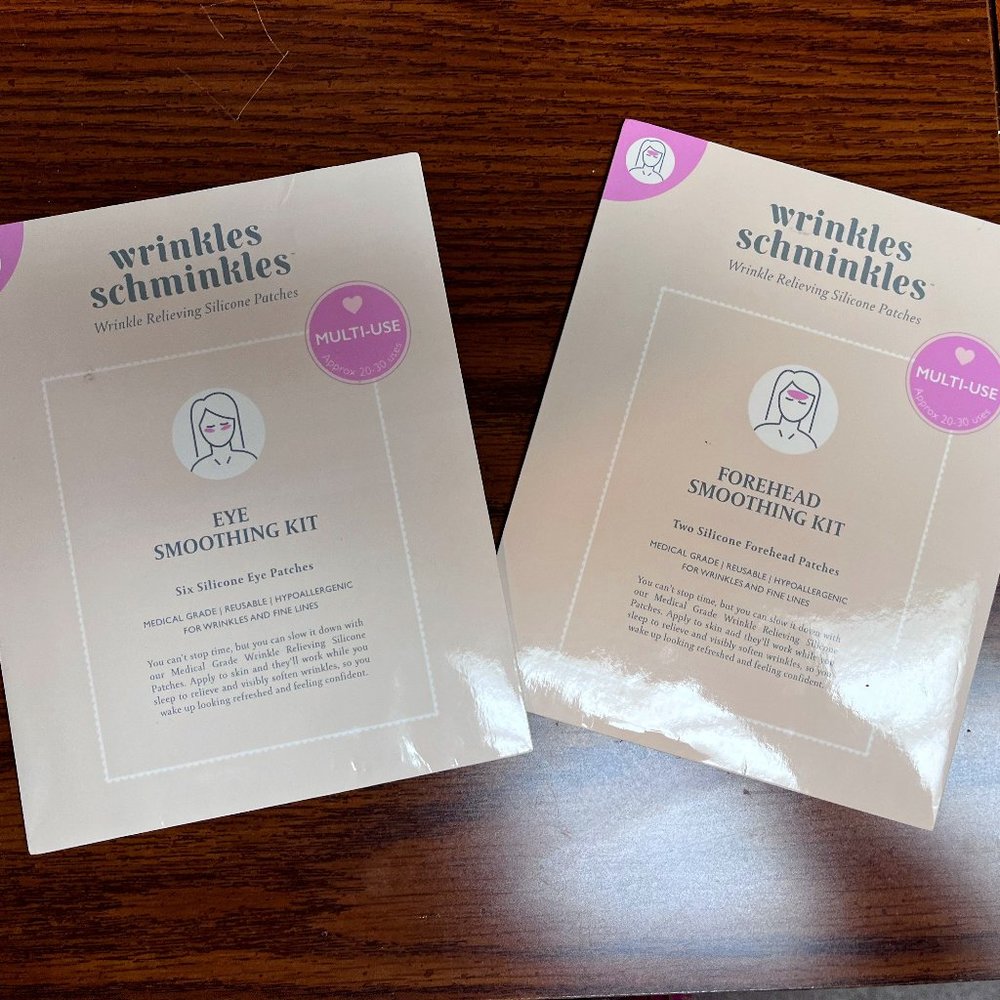 wrinkles
schminkles™
Wrinkle Relieving Silicone Patches
MULTI-USE
Approx 20-30 uses
EYE
SMOOTHING KIT
Six Silicone Eye Patches
MEDICAL GRADE | REUSABLE | HYPOALLERGENIC
FOR WRINKLES AND FINE LINES
You can't stop time, but you can slow it down with
our Medical Grade Wrinkle Relieving Silicone
Patches. Apply to skin and they'll work while you
sleep to relieve and visibly soften wrinkles, so you
wake up looking refreshed and feeling confident.
wrinkles
schminkles™
Wrinkle Relieving Silicone Patches
MULTI-USE
Approx 20-30 uses
FOREHEAD
SMOOTHING KIT
Two Silicone Forehead Patches
MEDICAL GRADE | REUSABLE | HYPOALLERGENIC
FOR WRINKLES AND FINE LINES
You can't stop time, but you can slow it down with
our Medical Grade Wrinkle Relieving Silicone
Patches. Apply to skin and they'll work while you
sleep to relieve and visibly soften wrinkles, so you
wake up looking refreshed and feeling confident.